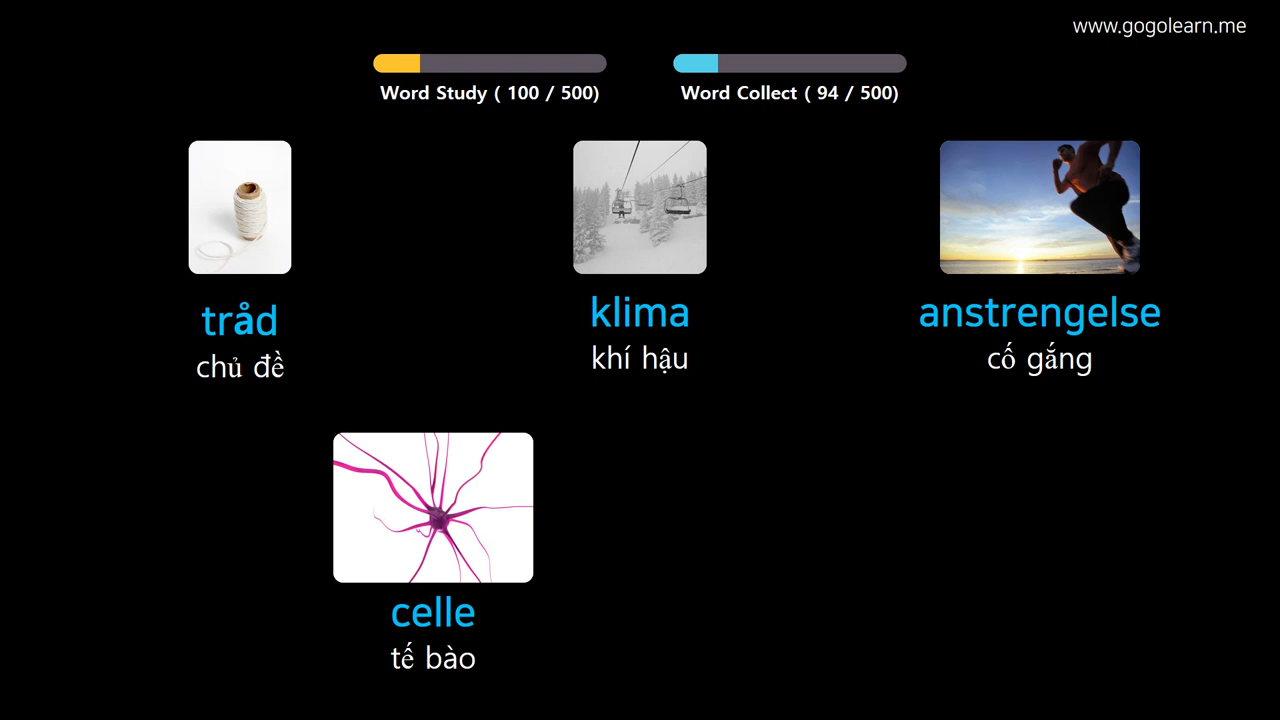 www.gogolearn.me
Word Study ( 100 / 500)
Word Collect ( 94 / 500)
tråd
chủ đề
klima
khí hậu
anstrengelse
cố gắng
celle
tế bào